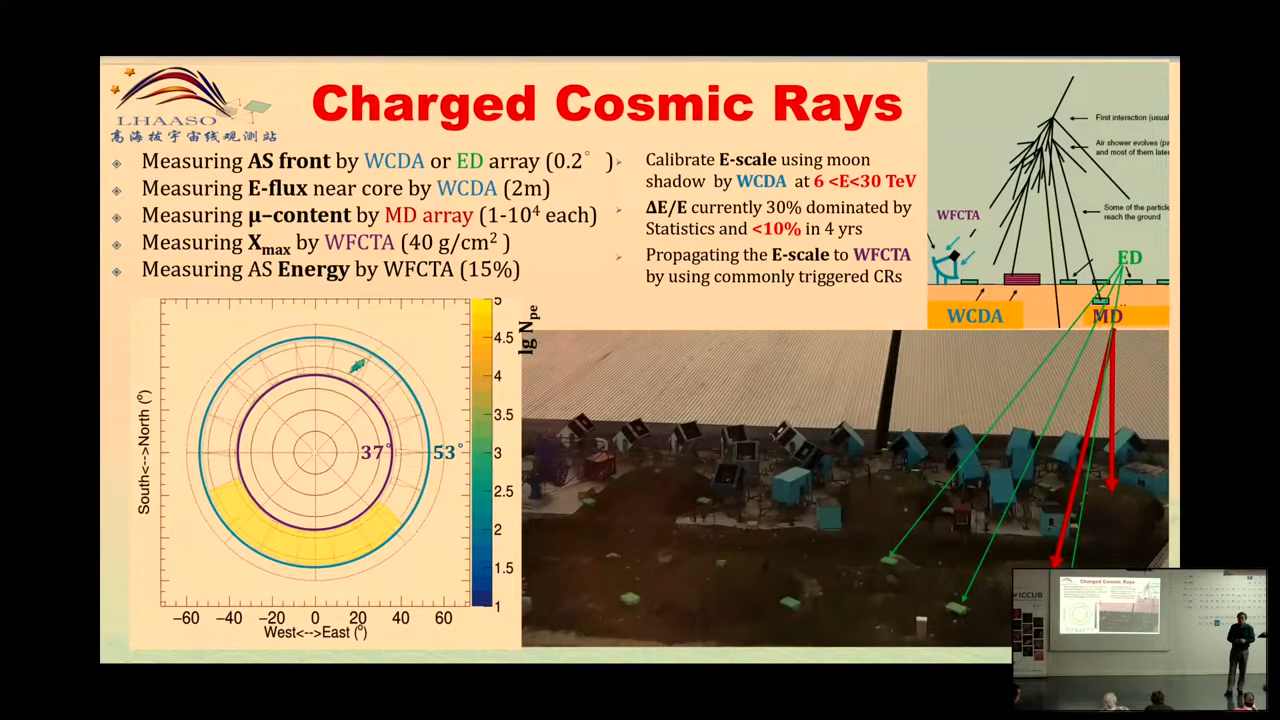 LHAASO
高海拔宇宙线观测站
Charged Cosmic Rays
Measuring AS front by WCDA or ED array (0.2° )
Measuring E-flux near core by WCDA (2m)
Measuring μ−content by MD array (1-10⁴ each)
Measuring Xmax by WFCTA (40 g/cm² )
Measuring AS Energy by WFCTA (15%)
Calibrate E-scale using moon
shadow by WCDA at 6 <E<30 TeV
ΔE/E currently 30% dominated by
Statistics and <10% in 4 yrs
Propagating the E-scale to WFCTA
by using commonly triggered CRs
First interaction (usual
Air shower evolves (pa
and most of them late
Some of the particle
reach the ground
WFCTA
ED
WCDA
MD
South<-->North (°)
37°
53°
−60 −40 −20 0 20 40 60
West<-->East (°)
5
4.5
4
3.5
3
2.5
2
1.5
1
lg Npe
Charged Cosmic Rays
ICCUB